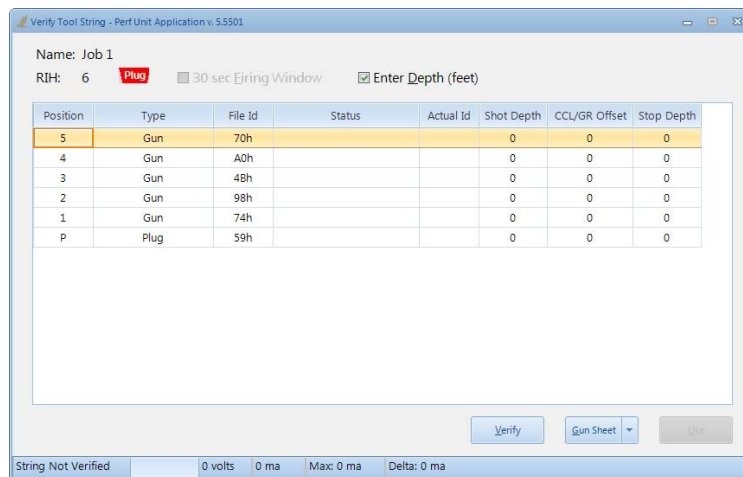 Verify Tool String - Perf Unit Application v. 5.5501
Name: Job 1
RIH: 6 Plug 30 sec Firing Window Enter Depth (feet)
Position Type File Id Status Actual Id Shot Depth CCL/GR Offset Stop Depth
5 Gun 70h 0 0 0
4 Gun A0h 0 0 0
3 Gun 4Bh 0 0 0
2 Gun 98h 0 0 0
1 Gun 74h 0 0 0
P Plug 59h 0 0 0
Verify Gun Sheet Use
String Not Verified 0 volts 0 ma Max: 0 ma Delta: 0 ma